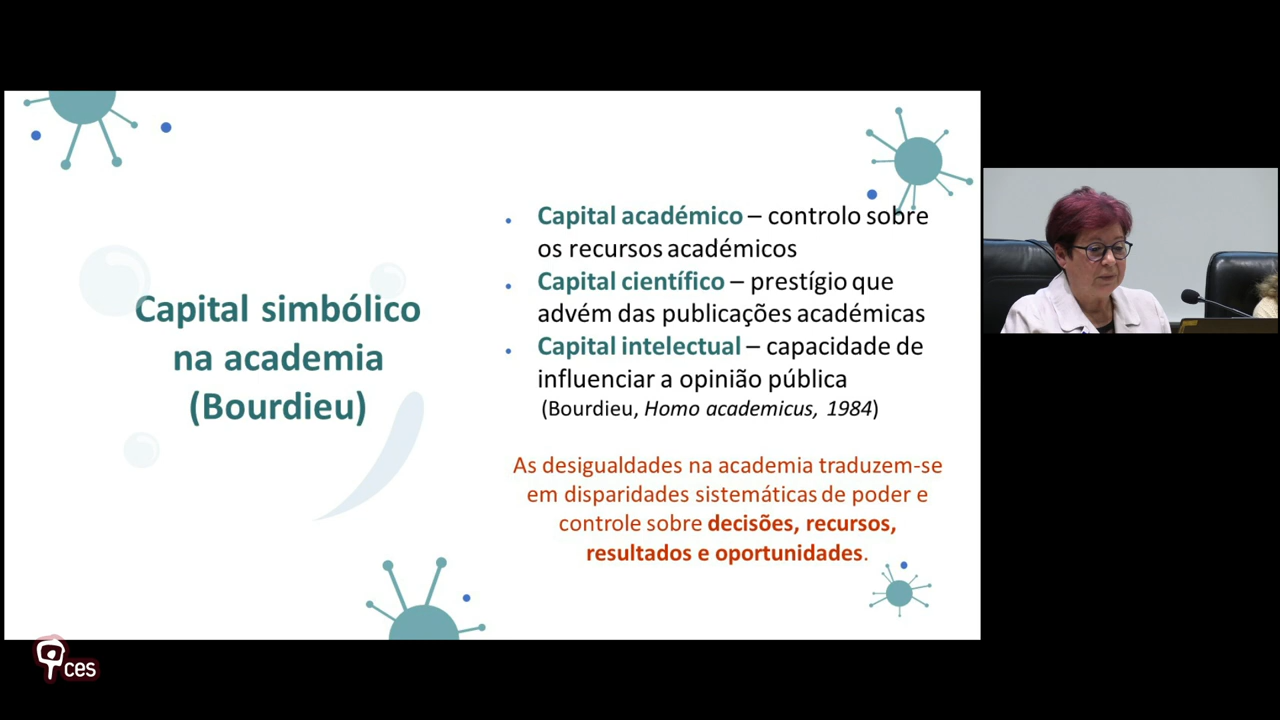 Capital simbólico
na academia
(Bourdieu)
• Capital académico – controlo sobre
os recursos académicos
• Capital científico – prestígio que
advém das publicações académicas
• Capital intelectual – capacidade de
influenciar a opinião pública
(Bourdieu, Homo academicus, 1984)
As desigualdades na academia traduzem-se
em disparidades sistemáticas de poder e
controle sobre decisões, recursos,
resultados e oportunidades.
ces